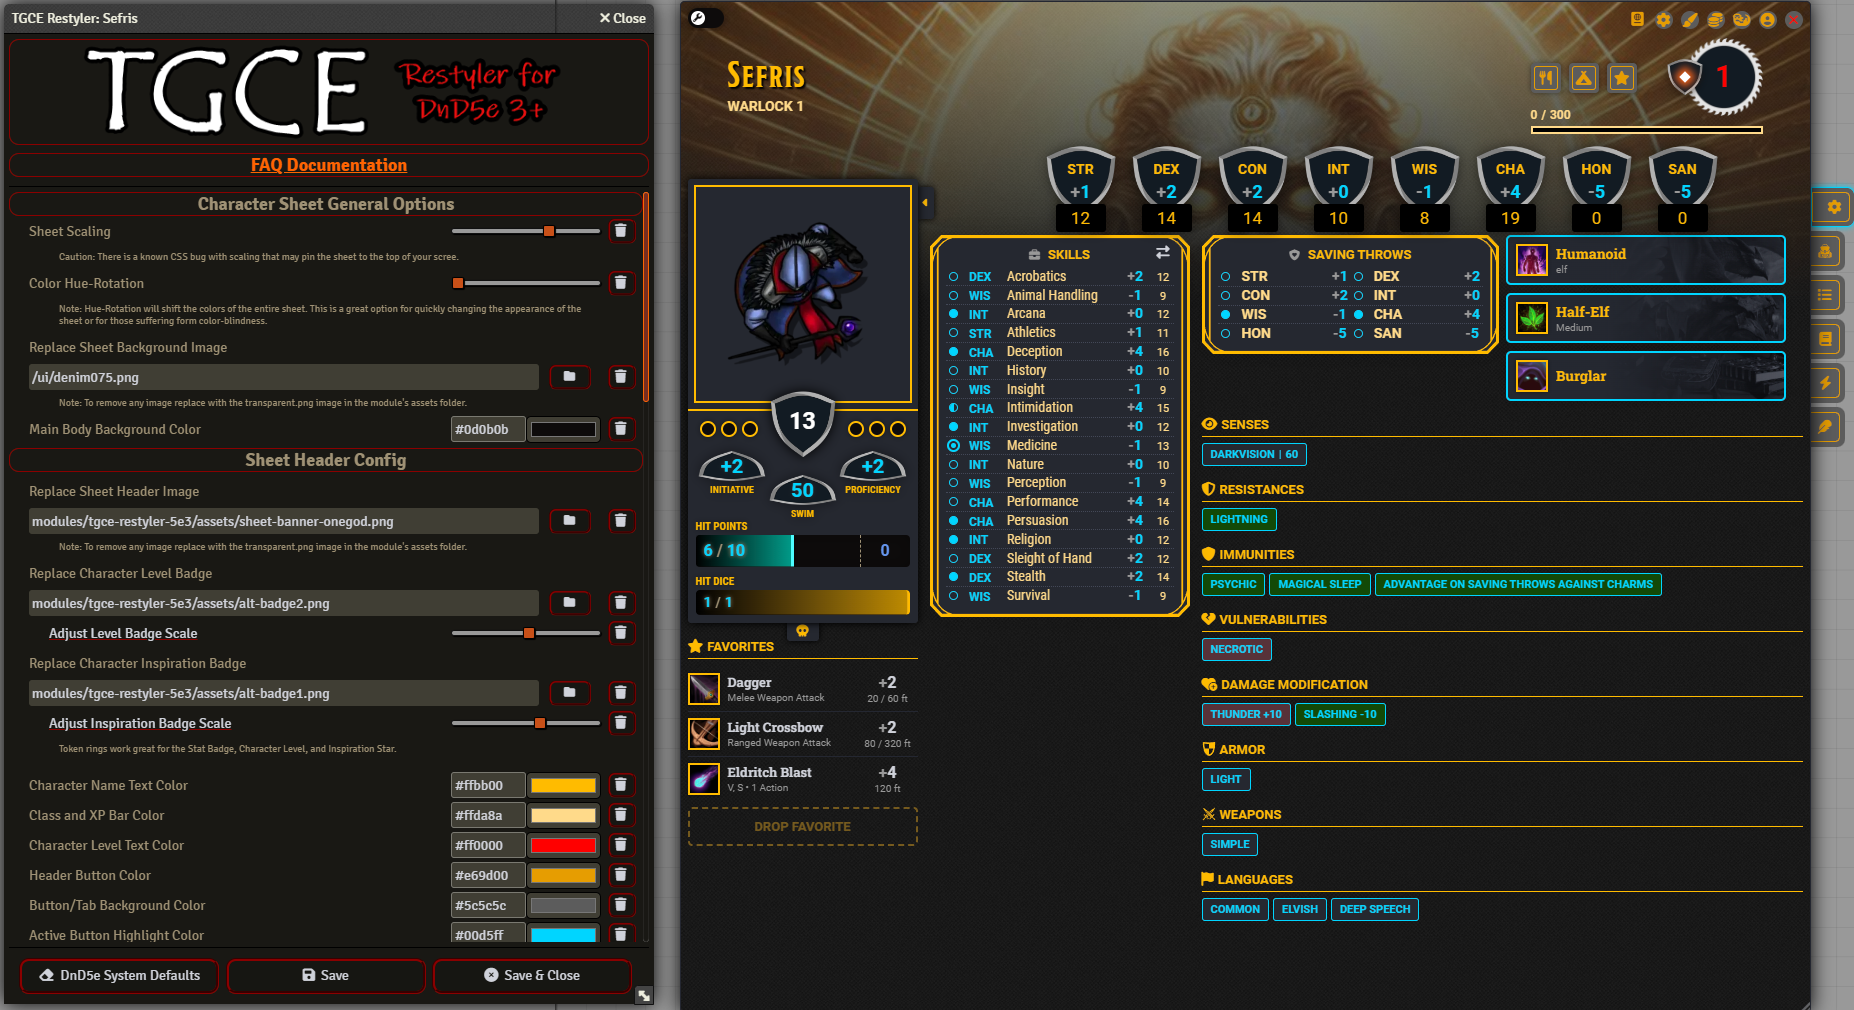 TGCE Restyler: Sefris
Close
TGCE
Restyler for
DnD5e 3+
FAQ Documentation
Character Sheet General Options
Sheet Scaling
Caution: There is a known CSS bug with scaling that may pin the sheet to the top of your scree.
Color Hue-Rotation
Note: Hue-Rotation will shift the colors of the entire sheet. This is a great option for quickly changing the appearance of the
sheet or for those suffering form color-blindness.
Replace Sheet Background Image
/ui/denim075.png
Note: To remove any image replace with the transparent.png image in the module's assets folder.
Main Body Background Color
#0d0b0b
Sheet Header Config
Replace Sheet Header Image
modules/tgce-restyler-5e3/assets/sheet-banner-onegod.png
Note: To remove any image replace with the transparent.png image in the module's assets folder.
Replace Character Level Badge
modules/tgce-restyler-5e3/assets/alt-badge2.png
Adjust Level Badge Scale
Replace Character Inspiration Badge
modules/tgce-restyler-5e3/assets/alt-badge1.png
Adjust Inspiration Badge Scale
Token rings work great for the Stat Badge, Character Level, and Inspiration Star.
Character Name Text Color
#ffbb00
Class and XP Bar Color
#ffda8a
Character Level Text Color
#ff0000
Header Button Color
#e69d00
Button/Tab Background Color
#5c5c5c
Active Button Highlight Color
#00d5ff
DnD5e System Defaults
Save
Save & Close
SEFRIS
WARLOCK 1
1
0 / 300
STR DEX CON INT WIS CHA HON SAN
+1 +2 +2 +0 -1 +4 -5 -5
12 14 14 10 8 19 0 0
13
+2
INITIATIVE
50
SWIM
+2
PROFICIENCY
HIT POINTS
6 / 10
0
HIT DICE
1 / 1
FAVORITES
Dagger +2
Melee Weapon Attack 20 / 60 ft
Light Crossbow +2
Ranged Weapon Attack 80 / 320 ft
Eldritch Blast +4
V, S • 1 Action 120 ft
DROP FAVORITE
SKILLS
DEX Acrobatics +2 12
WIS Animal Handling -1 9
INT Arcana +0 12
STR Athletics +1 11
CHA Deception +4 16
INT History +0 10
WIS Insight -1 9
CHA Intimidation +4 15
INT Investigation +0 12
WIS Medicine -1 13
INT Nature +0 10
WIS Perception -1 9
CHA Performance +4 14
CHA Persuasion +4 16
INT Religion +0 12
DEX Sleight of Hand +2 12
DEX Stealth +2 14
WIS Survival -1 9
SAVING THROWS
STR +1 DEX +2
CON +2 INT +0
WIS -1 CHA +4
HON -5 SAN -5
Humanoid
elf
Half-Elf
Medium
Burglar
SENSES
DARKVISION | 60
RESISTANCES
LIGHTNING
IMMUNITIES
PSYCHIC MAGICAL SLEEP ADVANTAGE ON SAVING THROWS AGAINST CHARMS
VULNERABILITIES
NECROTIC
DAMAGE MODIFICATION
THUNDER +10 SLASHING -10
ARMOR
LIGHT
WEAPONS
SIMPLE
LANGUAGES
COMMON ELVISH DEEP SPEECH